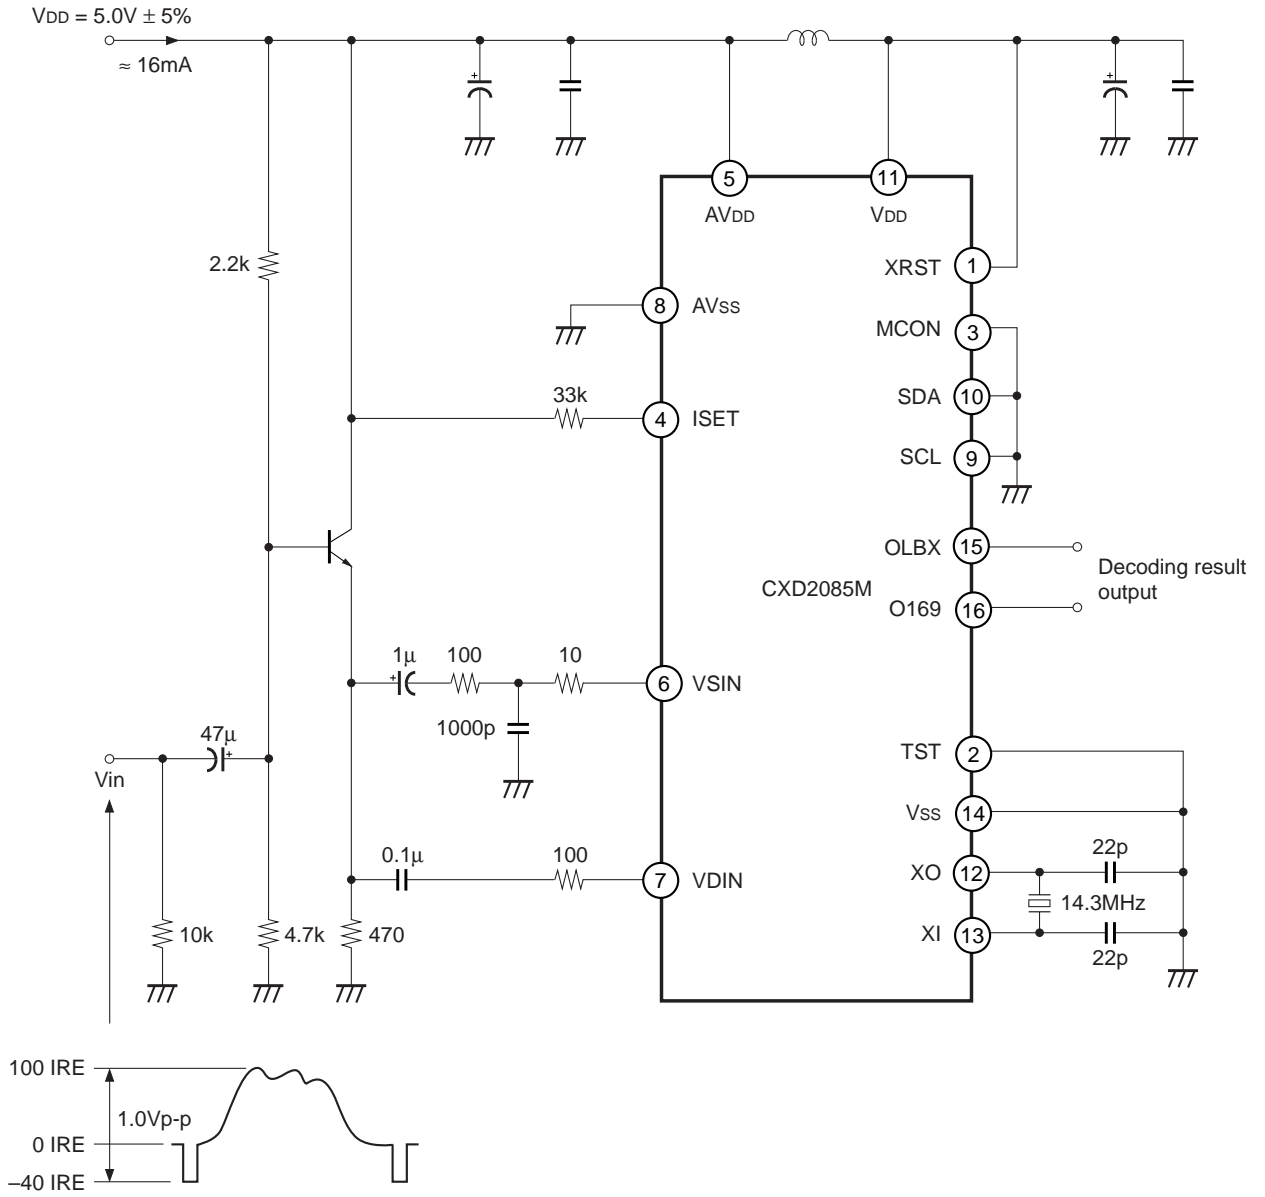 VDD = 5.0V ± 5%
≈ 16mA
5
11
AVDD
VDD
2.2k
XRST
1
8
AVSS
MCON
3
33k
SDA
10
4
ISET
SCL
9
OLBX
15
Decoding result
output
CXD2085M
O169
16
1μ
100
10
+
6
VSIN
1000p
47μ
+
Vin
TST
2
VSS
14
0.1μ
100
22p
7
VDIN
XO
12
14.3MHz
10k
4.7k
470
XI
13
22p
100 IRE
1.0Vp-p
0 IRE
–40 IRE
+
+